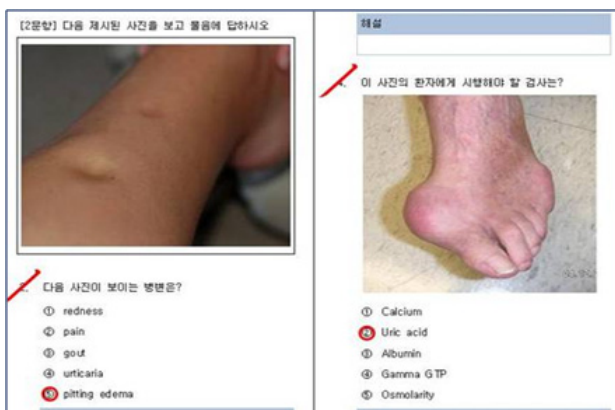 [2문항] 다음 제시된 사진을 보고 물음에 답하시오
다음 사진이 보이는 병변은?
① redness
② pain
③ gout
④ urticaria
⑤ pitting edema
해설
이 사진의 환자에게 시행해야 할 검사는?
① Calcium
② Uric acid
③ Albumin
④ Gamma GTP
⑤ Osmolarity